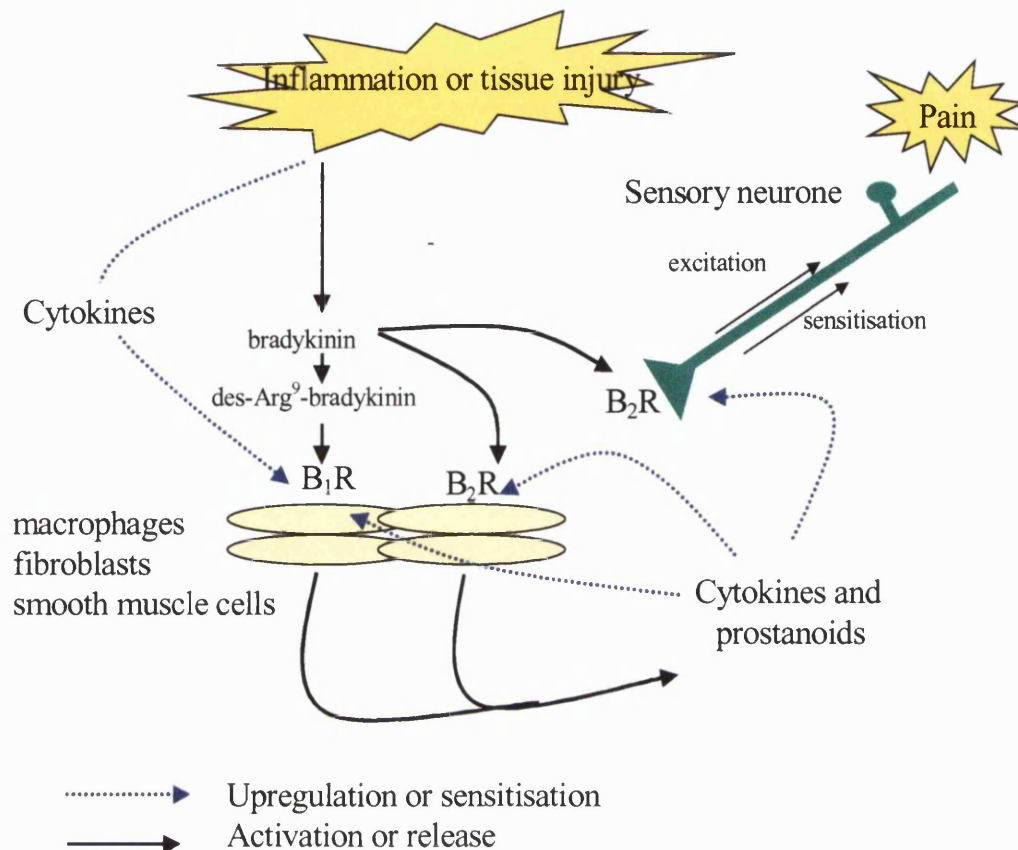 Inflammation or tissue injury
Pain
Sensory neurone
excitation
sensitisation
Cytokines
bradykinin
des-Arg⁹-bradykinin
B₂R
B₁R
B₂R
macrophages
fibroblasts
smooth muscle cells
Cytokines and
prostanoids
Upregulation or sensitisation
Activation or release